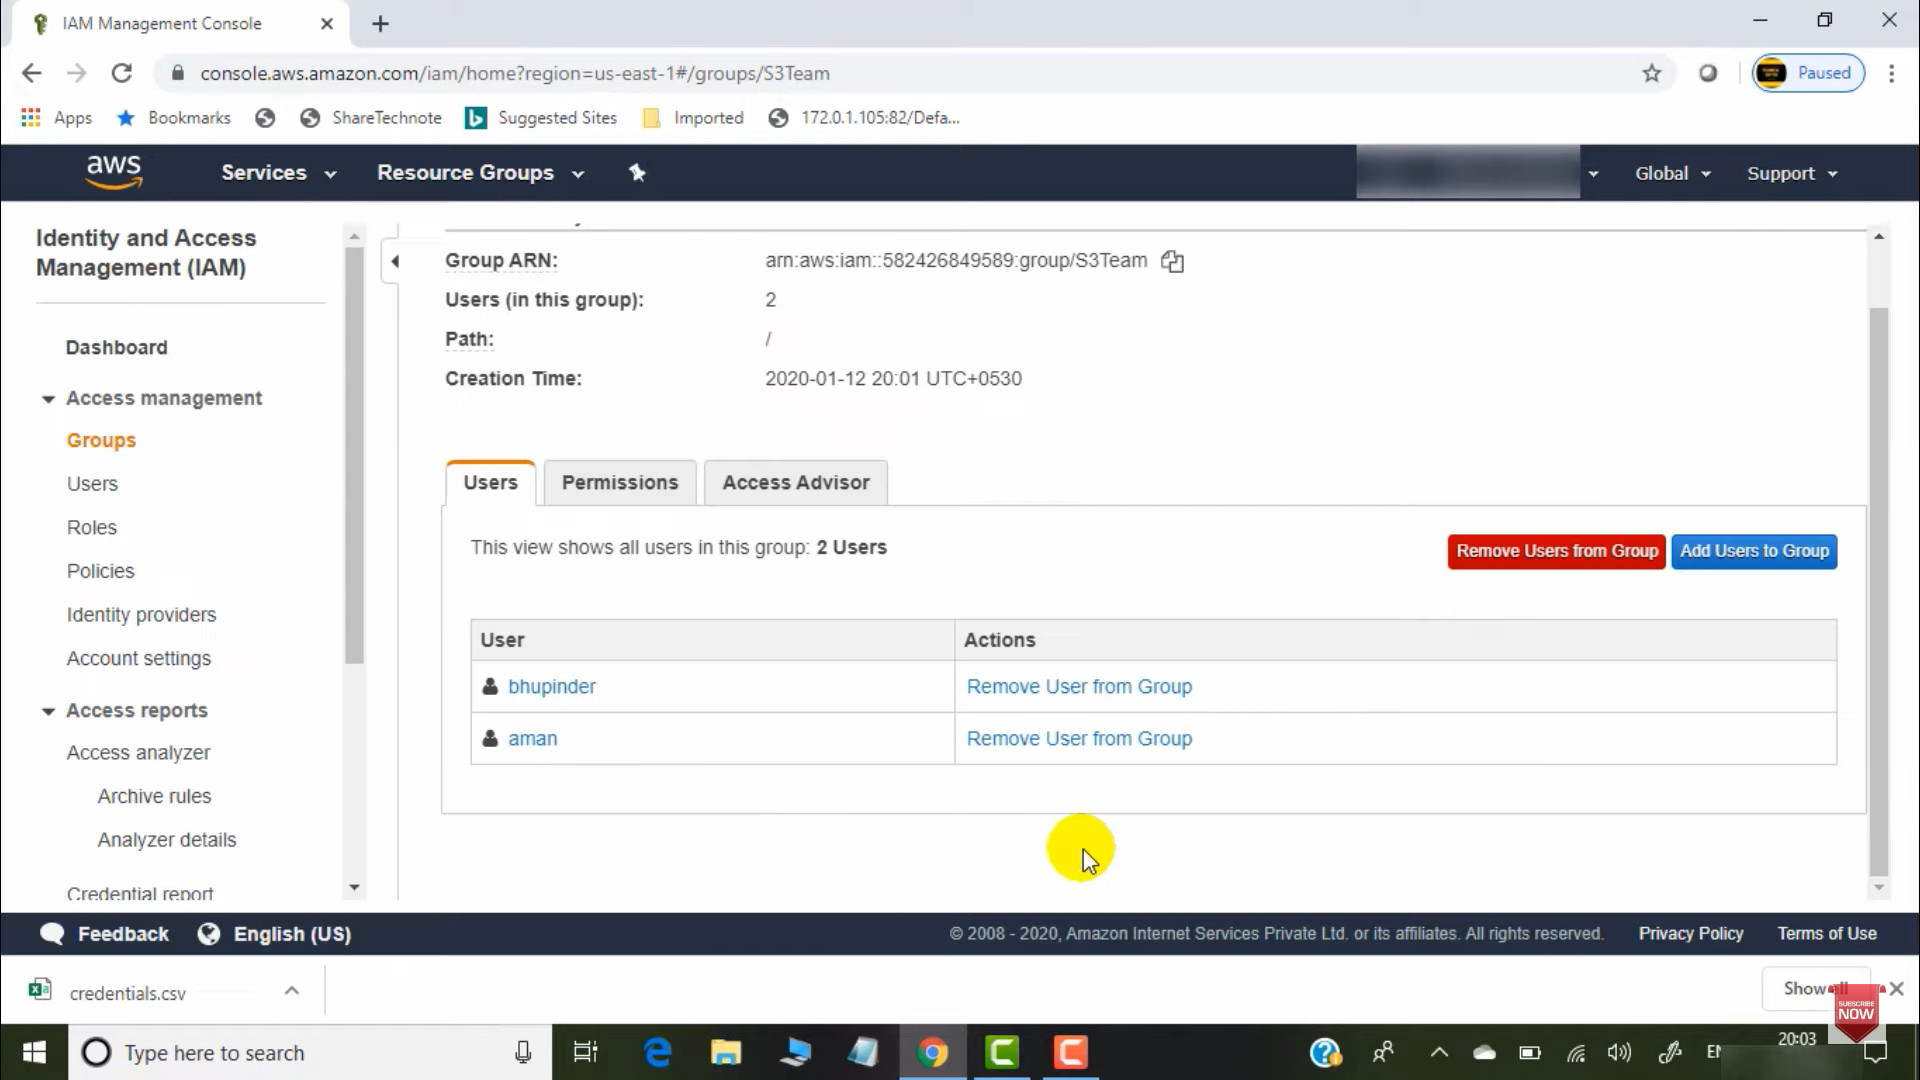 IAM Management Console
console.aws.amazon.com/iam/home?region=us-east-1#/groups/S3Team
Paused
Apps
Bookmarks
ShareTechnote
Suggested Sites
Imported
172.0.1.105:82/Defa...
aws
Services
Resource Groups
Global
Support
Identity and Access
Management (IAM)
Dashboard
Access management
Groups
Users
Roles
Policies
Identity providers
Account settings
Access reports
Access analyzer
Archive rules
Analyzer details
Credential report
Group ARN:
arn:aws:iam::582426849589:group/S3Team
Users (in this group):
2
Path:
/
Creation Time:
2020-01-12 20:01 UTC+0530
Users
Permissions
Access Advisor
This view shows all users in this group: 2 Users
Remove Users from Group
Add Users to Group
User
Actions
bhupinder
Remove User from Group
aman
Remove User from Group
Feedback
English (US)
© 2008 - 2020, Amazon Internet Services Private Ltd. or its affiliates. All rights reserved.
Privacy Policy
Terms of Use
credentials.csv
Show
SUBSCRIBE
NOW
Type here to search
20:03